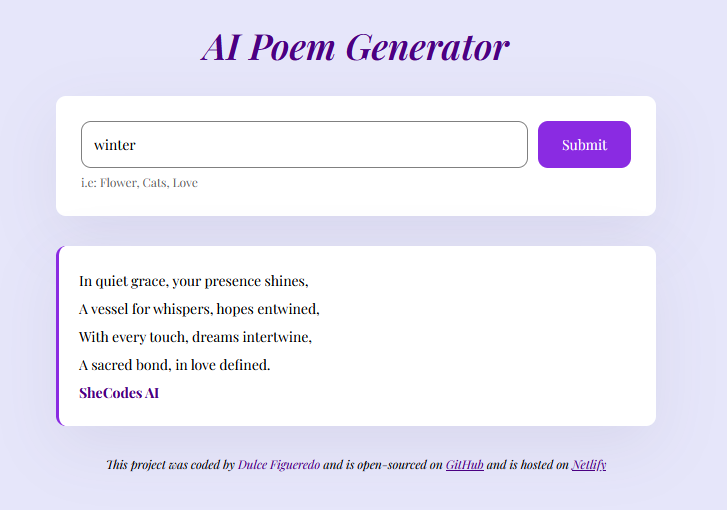 AI Poem Generator
winter
Submit
i.e: Flower, Cats, Love
In quiet grace, your presence shines,
A vessel for whispers, hopes entwined,
With every touch, dreams intertwine,
A sacred bond, in love defined.
SheCodes AI
This project was coded by Dulce Figueredo and is open-sourced on GitHub and is hosted on Netlify